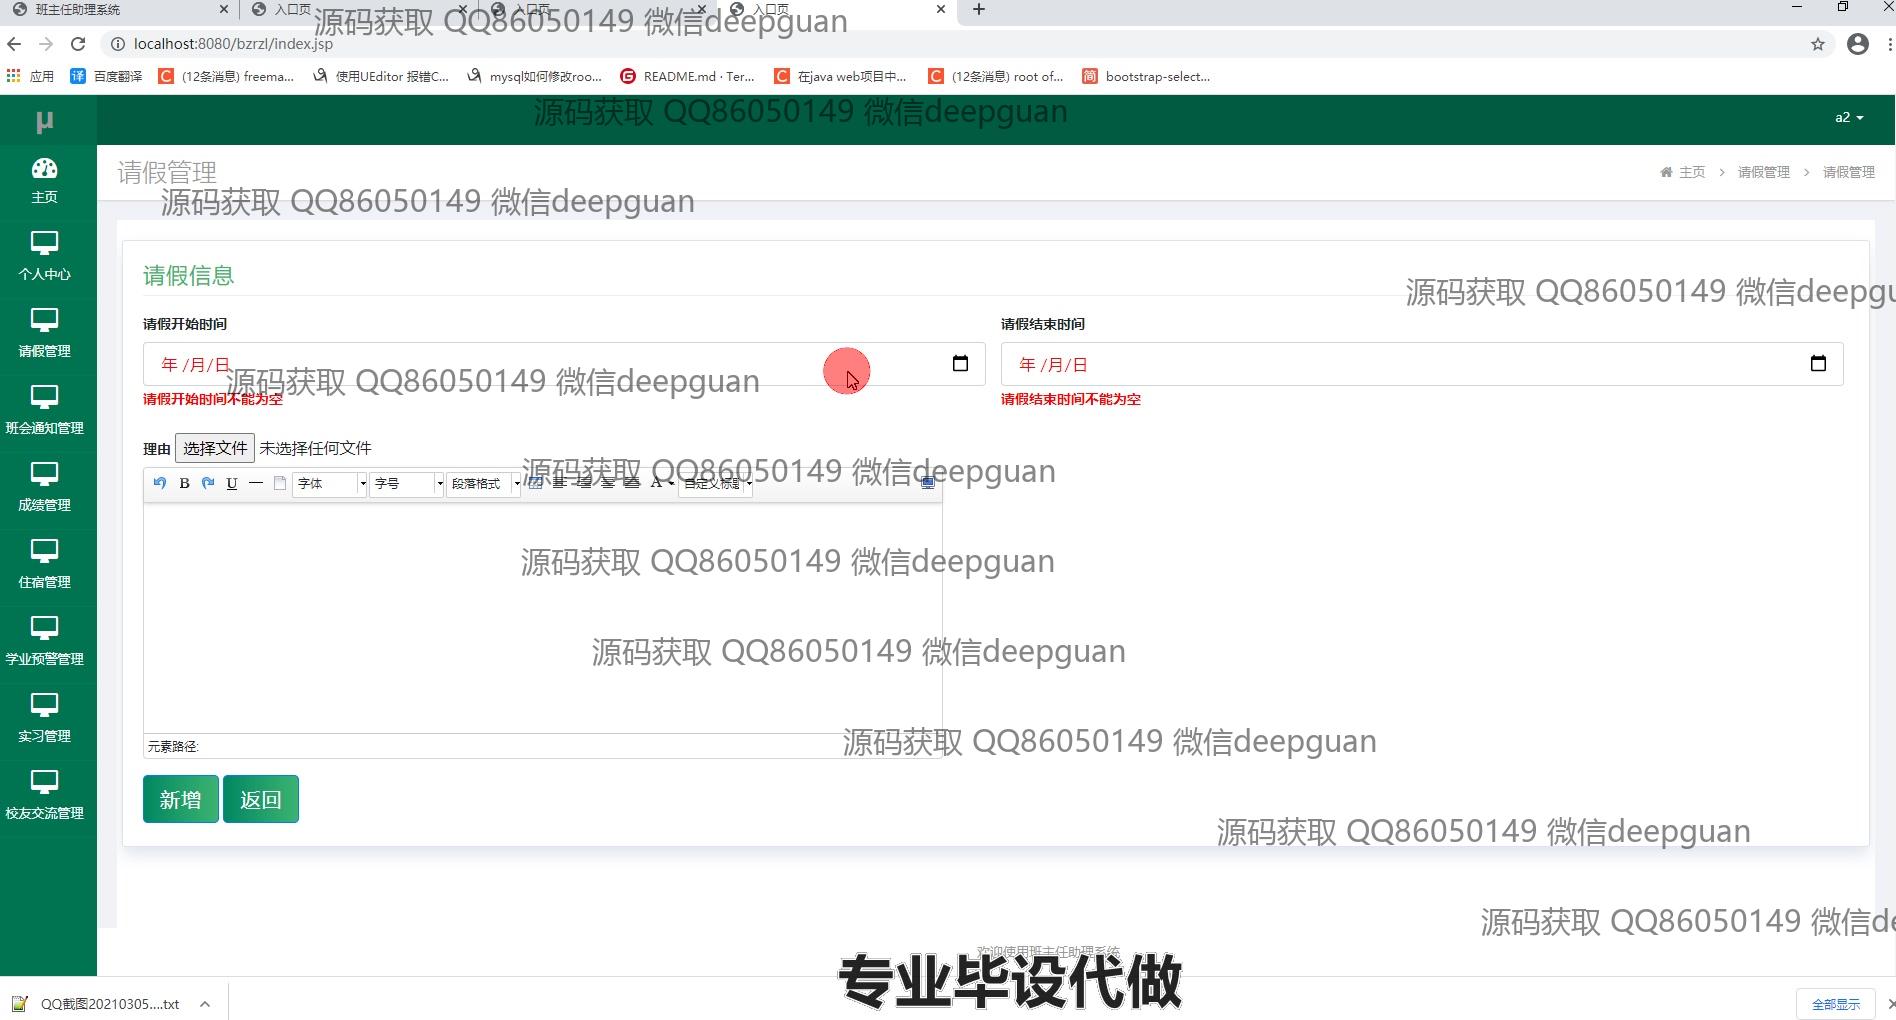 班主任助理系统
入口页
入口页
入口页
源码获取 QQ86050149 微信deepguan
localhost:8080/bzrzl/index.jsp
应用
百度翻译
(12条消息) freema...
使用UEditor 报错C...
mysql如何修改roo...
README.md · Ter...
在java web项目中...
(12条消息) root of...
bootstrap-select...
源码获取 QQ86050149 微信deepguan
μ
a2
主页
个人中心
请假管理
班会通知管理
成绩管理
住宿管理
学业预警管理
实习管理
校友交流管理
请假管理
主页 > 请假管理 > 请假管理
源码获取 QQ86050149 微信deepguan
请假信息
源码获取 QQ86050149 微信deepgu
请假开始时间
请假结束时间
年 /月/日
年 /月/日
源码获取 QQ86050149 微信deepguan
请假开始时间不能为空
请假结束时间不能为空
理由 选择文件 未选择任何文件
源码获取 QQ86050149 微信deepguan
B U 字体 字号 段落格式 A 自定义标题
源码获取 QQ86050149 微信deepguan
源码获取 QQ86050149 微信deepguan
源码获取 QQ86050149 微信deepguan
元素路径:
新增 返回
源码获取 QQ86050149 微信deepguan
源码获取 QQ86050149 微信de
欢迎使用班主任助理系统
专业毕设代做
QQ截图20210305....txt
全部显示